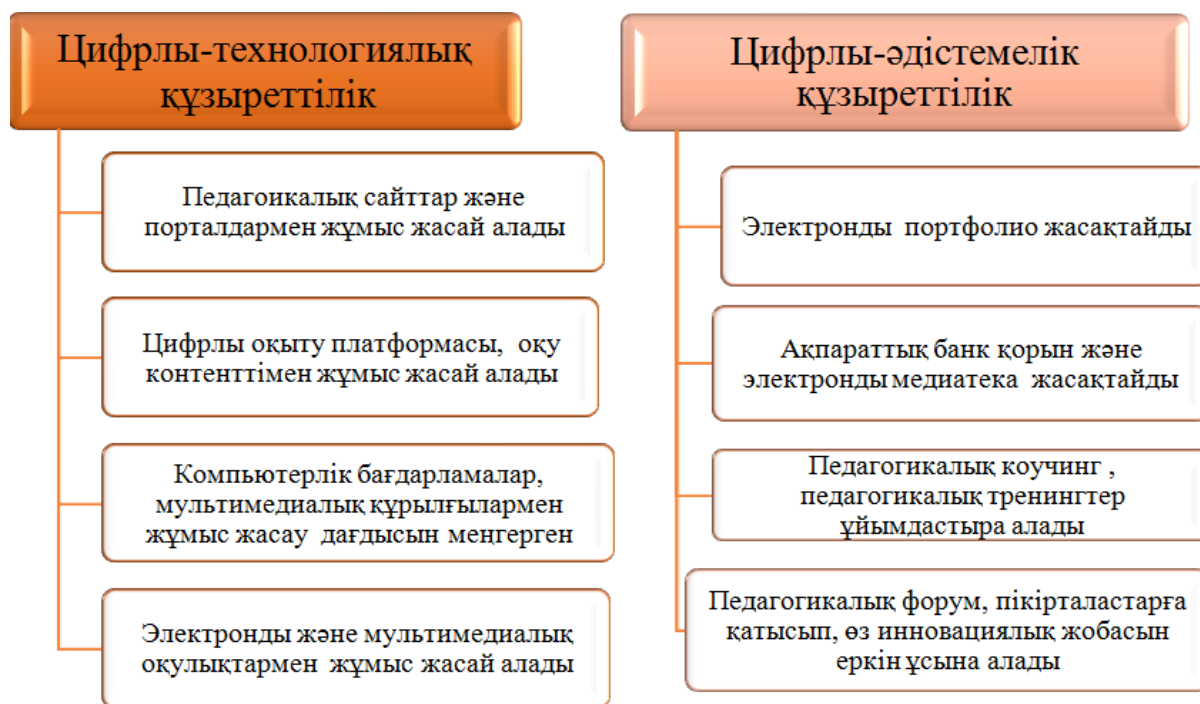 Цифрлы-технологиялық
құзыреттілік
Педагоикалық сайттар және
порталдармен жұмыс жасай алады
Цифрлы оқыту платформасы, оқу
контенттімен жұмыс жасай алады
Компьютерлік бағдарламалар,
мультимедиалық құрылғылармен
жұмыс жасау дағдысын меңгерген
Электронды және мультимедиалық
оқулықтармен жұмыс жасай алады
Цифрлы-әдістемелік
құзыреттілік
Электронды портфолио жасақтайды
Ақпараттық банк қорын және
электронды медиатека жасақтайды
Педагогикалық коучинг ,
педагогикалық тренингтер
ұйымдастыра алады
Педагогикалық форум, пікірталастарға
қатысып, өз инновациялық жобасын
еркін ұсына алады